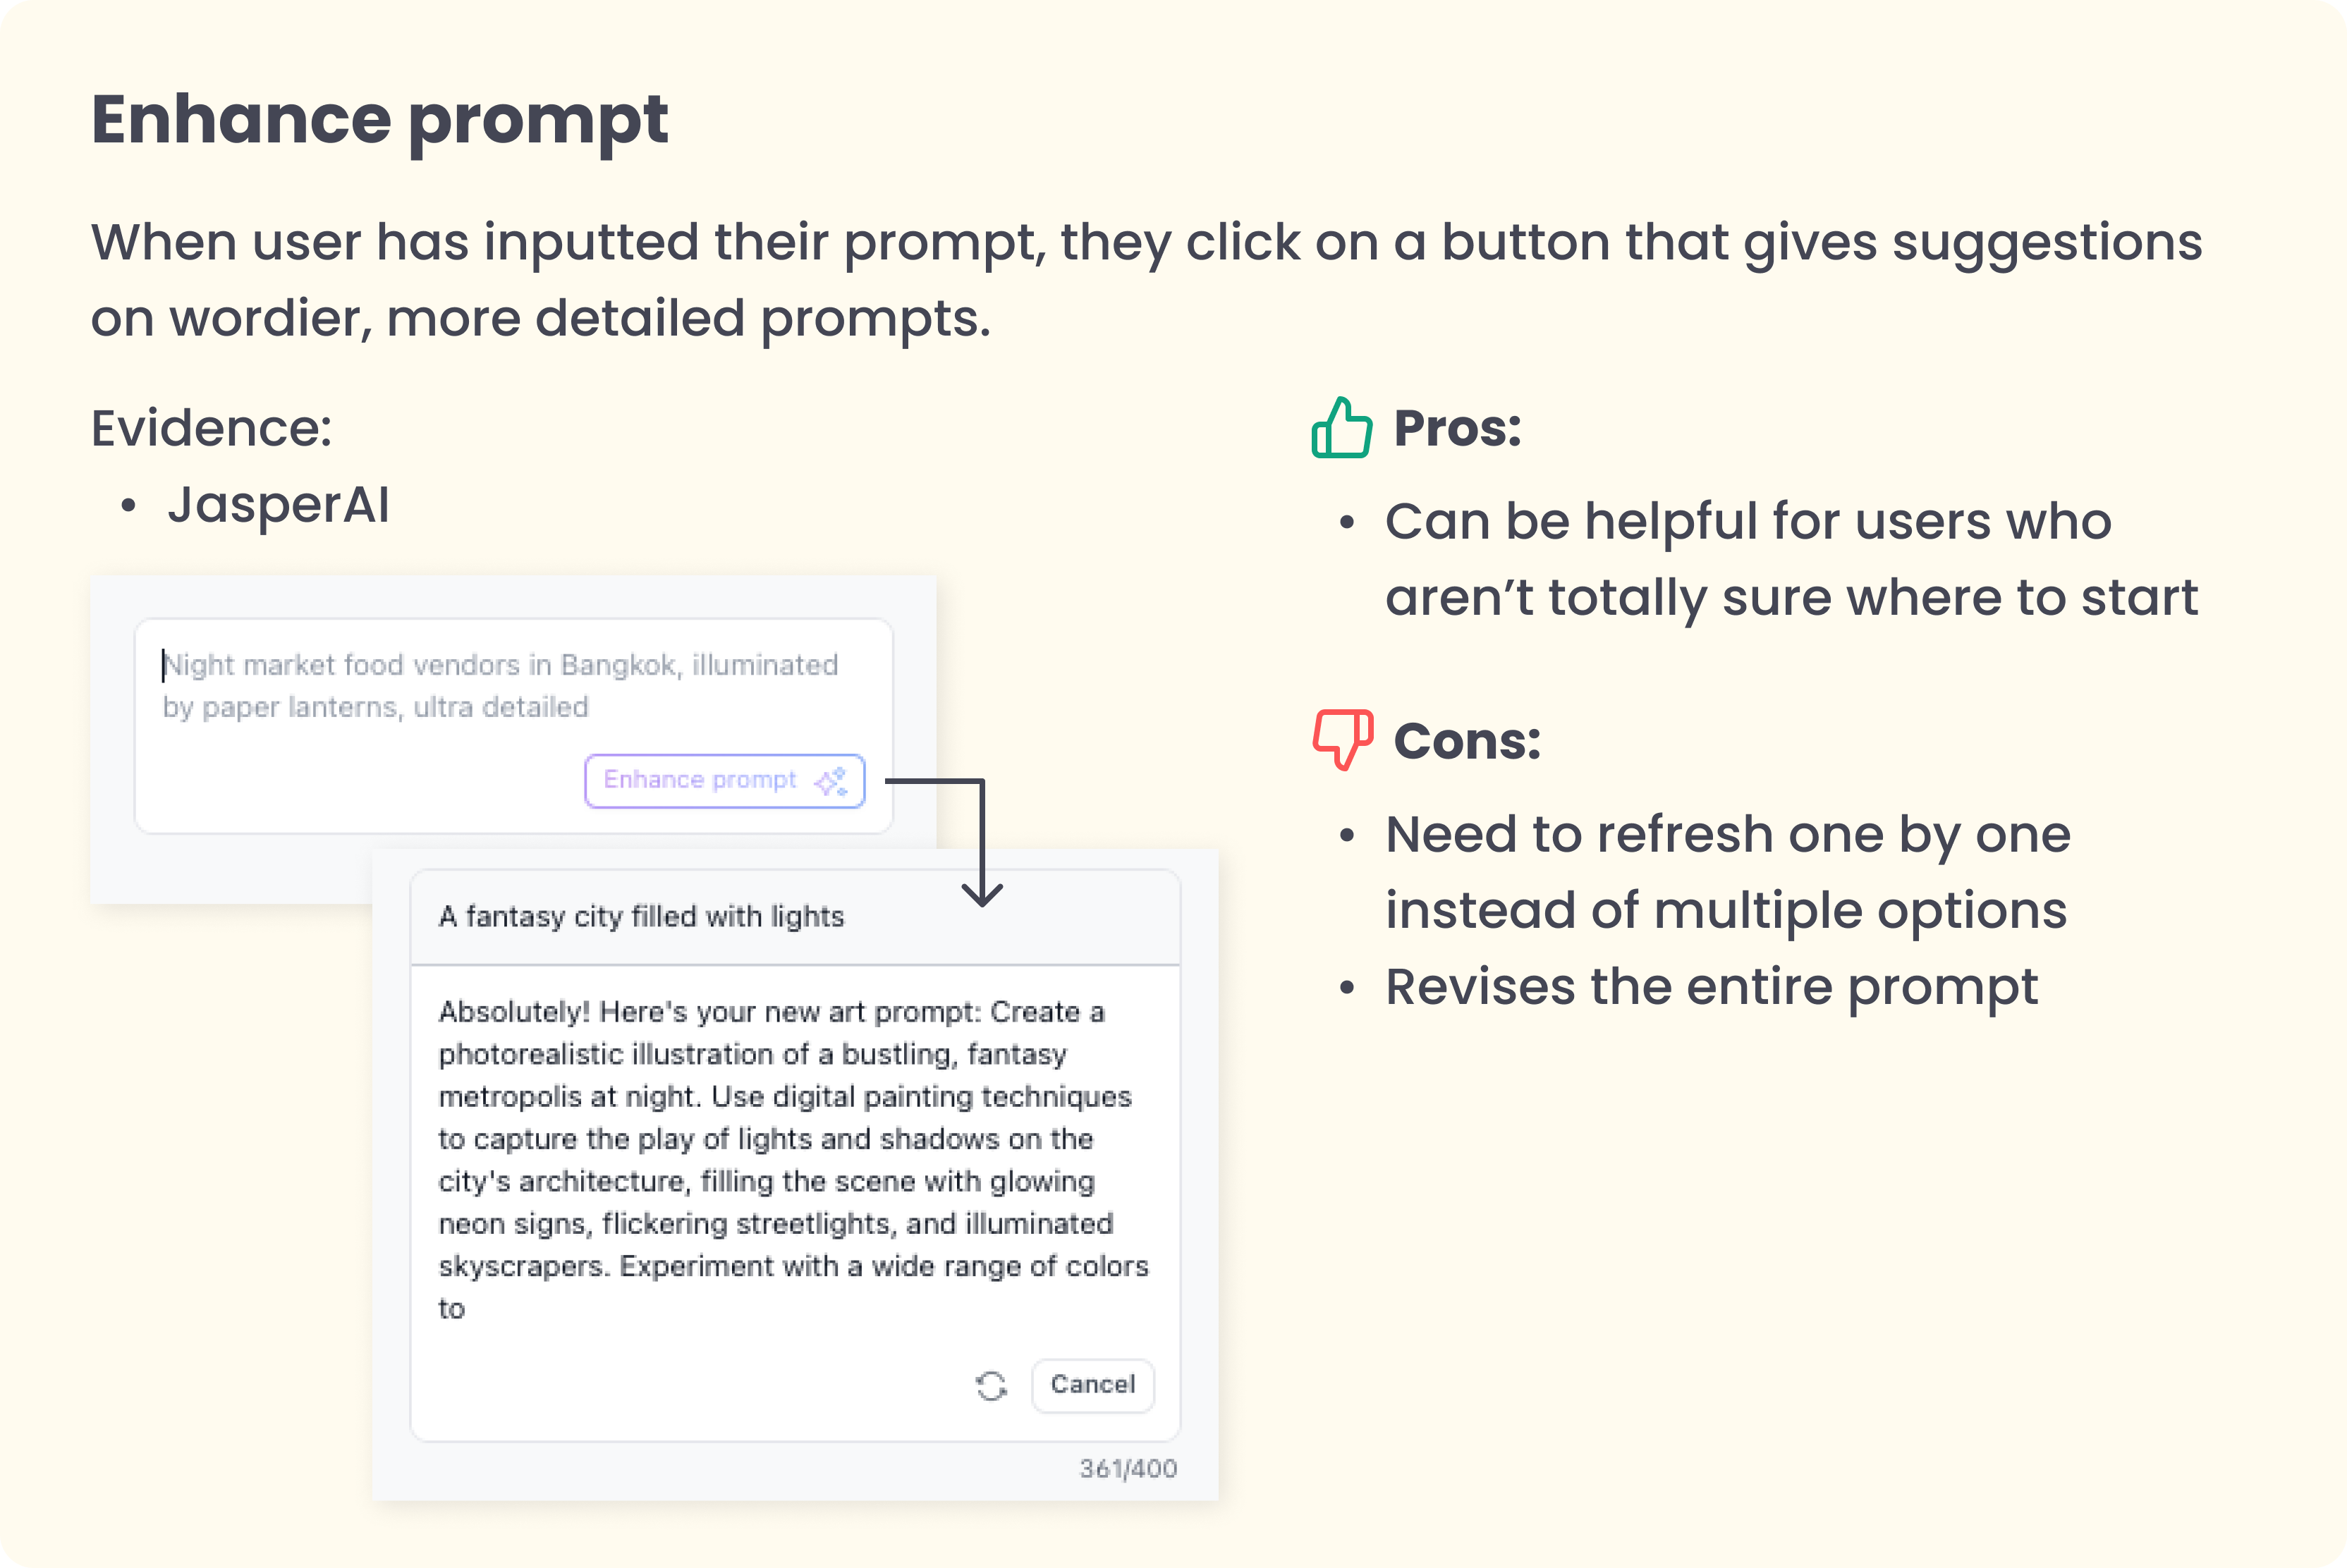 Enhance prompt
When user has inputted their prompt, they click on a button that gives suggestions
on wordier, more detailed prompts.
Evidence:
• JasperAI
Night market food vendors in Bangkok, illuminated
by paper lanterns, ultra detailed
Enhance prompt
A fantasy city filled with lights
Absolutely! Here's your new art prompt: Create a
photorealistic illustration of a bustling, fantasy
metropolis at night. Use digital painting techniques
to capture the play of lights and shadows on the
city's architecture, filling the scene with glowing
neon signs, flickering streetlights, and illuminated
skyscrapers. Experiment with a wide range of colors
to
Cancel
361/400
Pros:
• Can be helpful for users who
aren’t totally sure where to start
Cons:
• Need to refresh one by one
instead of multiple options
• Revises the entire prompt